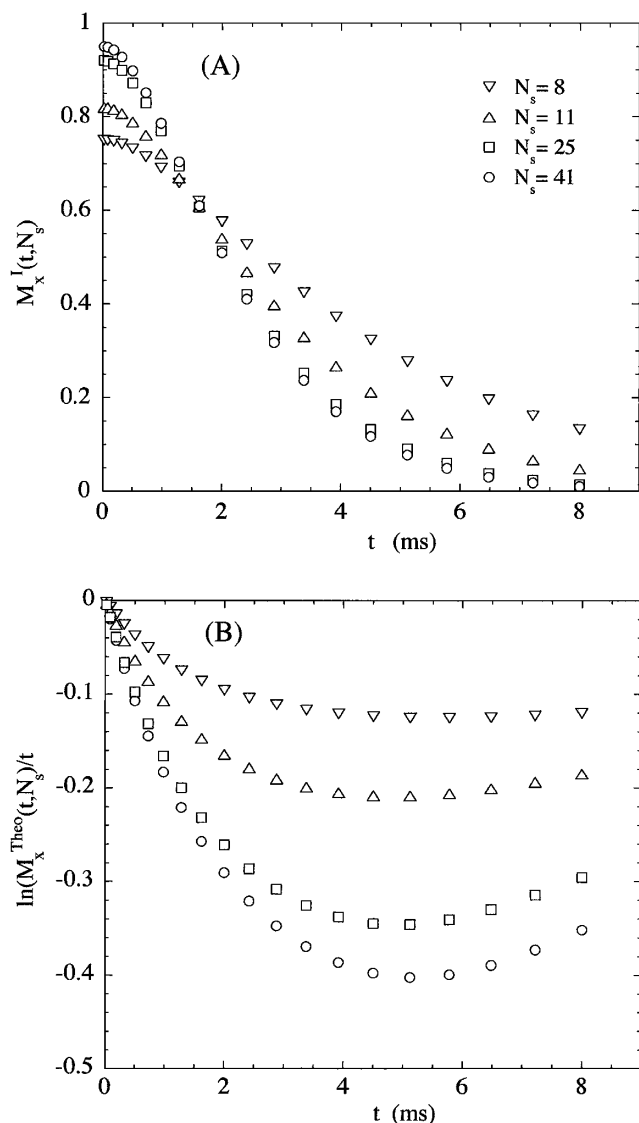 (A)
1
0.8
0.6
0.4
0.2
0
M_x^I(t,N_s)
N_s = 8
N_s = 11
N_s = 25
N_s = 41
0 2 4 6 8
t (ms)
(B)
0
-0.1
-0.2
-0.3
-0.4
-0.5
ln(M_x^Theo(t,N_s)/t
0 2 4 6 8
t (ms)